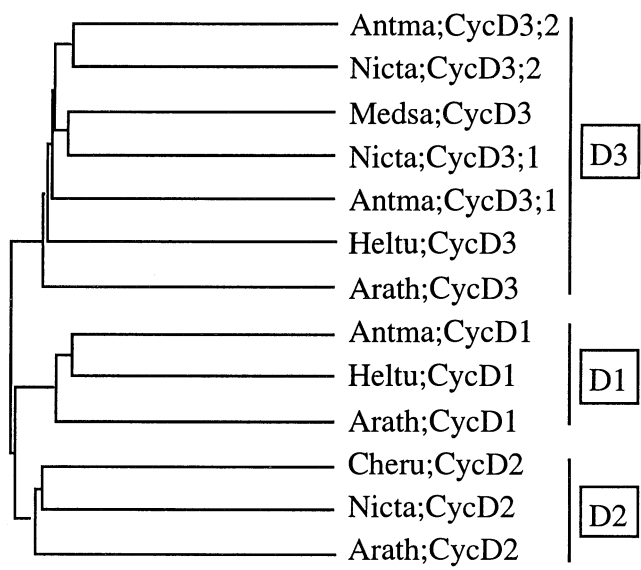 Antma;CycD3;2
Nicta;CycD3;2
Medsa;CycD3
Nicta;CycD3;1
D3
Antma;CycD3;1
Heltu;CycD3
Arath;CycD3
Antma;CycD1
Heltu;CycD1
D1
Arath;CycD1
Cheru;CycD2
Nicta;CycD2
D2
Arath;CycD2